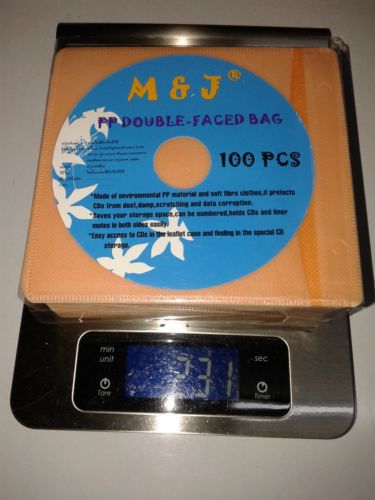 M & J ®
PP DOUBLE-FACED BAG
100 PCS
*Made of environmental PP material and soft fibre clothes,it protects
CDs from dust,damp,scratching and data corruption.
*Saves your storage space,can be numbered,holds CDs and liner
notes in both sides easily.
*Easy access to CDs in the leaflet case and finding in the special CD
storage.
min
unit
sec
331
Tare
Timer